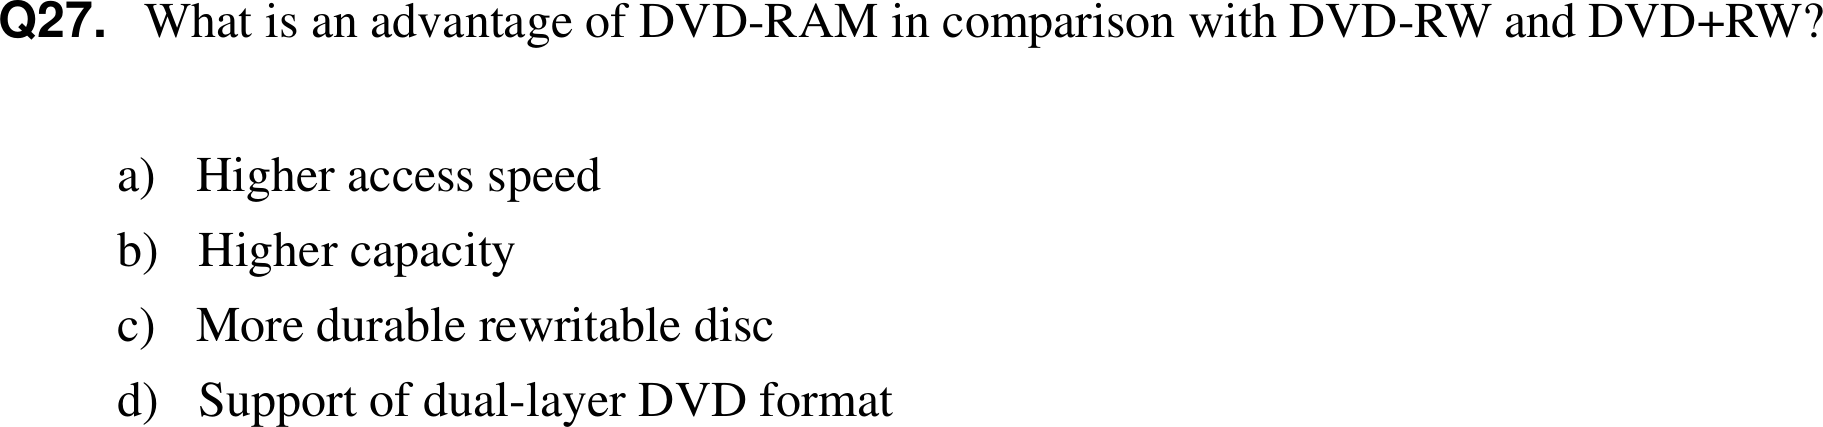 Q27. What is an advantage of DVD-RAM in comparison with DVD-RW and DVD+RW?
a) Higher access speed
b) Higher capacity
c) More durable rewritable disc
d) Support of dual-layer DVD format